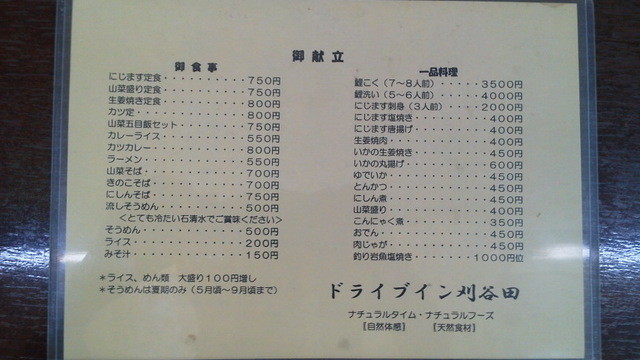 御献立
御食事
にじます定食・・・・・・・・・・750円
山菜盛り定食・・・・・・・・・・750円
生姜焼き定食・・・・・・・・・・800円
カツ定・・・・・・・・・・・・・800円
山菜五目飯セット・・・・・・・・750円
カレーライス・・・・・・・・・・550円
カツカレー・・・・・・・・・・・800円
ラーメン・・・・・・・・・・・・550円
山菜そば・・・・・・・・・・・・700円
きのこそば・・・・・・・・・・・700円
にしんそば・・・・・・・・・・・750円
流しそうめん・・・・・・・・・・500円
＜とても冷たい石清水でご賞味ください＞
そうめん・・・・・・・・・・・・500円
ライス・・・・・・・・・・・・・200円
みそ汁・・・・・・・・・・・・・150円
＊ライス、めん類 大盛り１００円増し
＊そうめんは夏期のみ（５月頃～９月頃まで）
一品料理
鯉こく（７～８人前）・・・・・3500円
鯉洗い（５～６人前）・・・・・4000円
にじます刺身（３人前）・・・・2000円
にじます塩焼き・・・・・・・・400円
にじます唐揚げ・・・・・・・・400円
生姜焼肉・・・・・・・・・・・400円
いかの生姜焼き・・・・・・・・450円
いかの丸揚げ・・・・・・・・・600円
ゆでいか・・・・・・・・・・・450円
とんかつ・・・・・・・・・・・450円
にしん煮・・・・・・・・・・・450円
山菜盛り・・・・・・・・・・・400円
こんにゃく煮・・・・・・・・・350円
おでん・・・・・・・・・・・・450円
肉じゃが・・・・・・・・・・・450円
釣り岩魚塩焼き・・・・・・・・1000円位
ドライブイン刈谷田
ナチュラルタイム・ナチュラルフーズ
［自然体感］ ［天然食材］